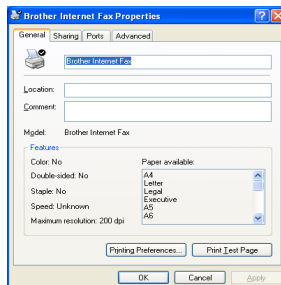 Brother Internet Fax Properties
General Sharing Ports Advanced
Brother Internet Fax
Location:
Comment:
Model: Brother Internet Fax
Features
Color: No
Paper available:
Double-sided: No
A4
Letter
Staple: No
Legal
Executive
Speed: Unknown
A5
Maximum resolution: 200 dpi
A6
Printing Preferences... Print Test Page
OK Cancel Apply